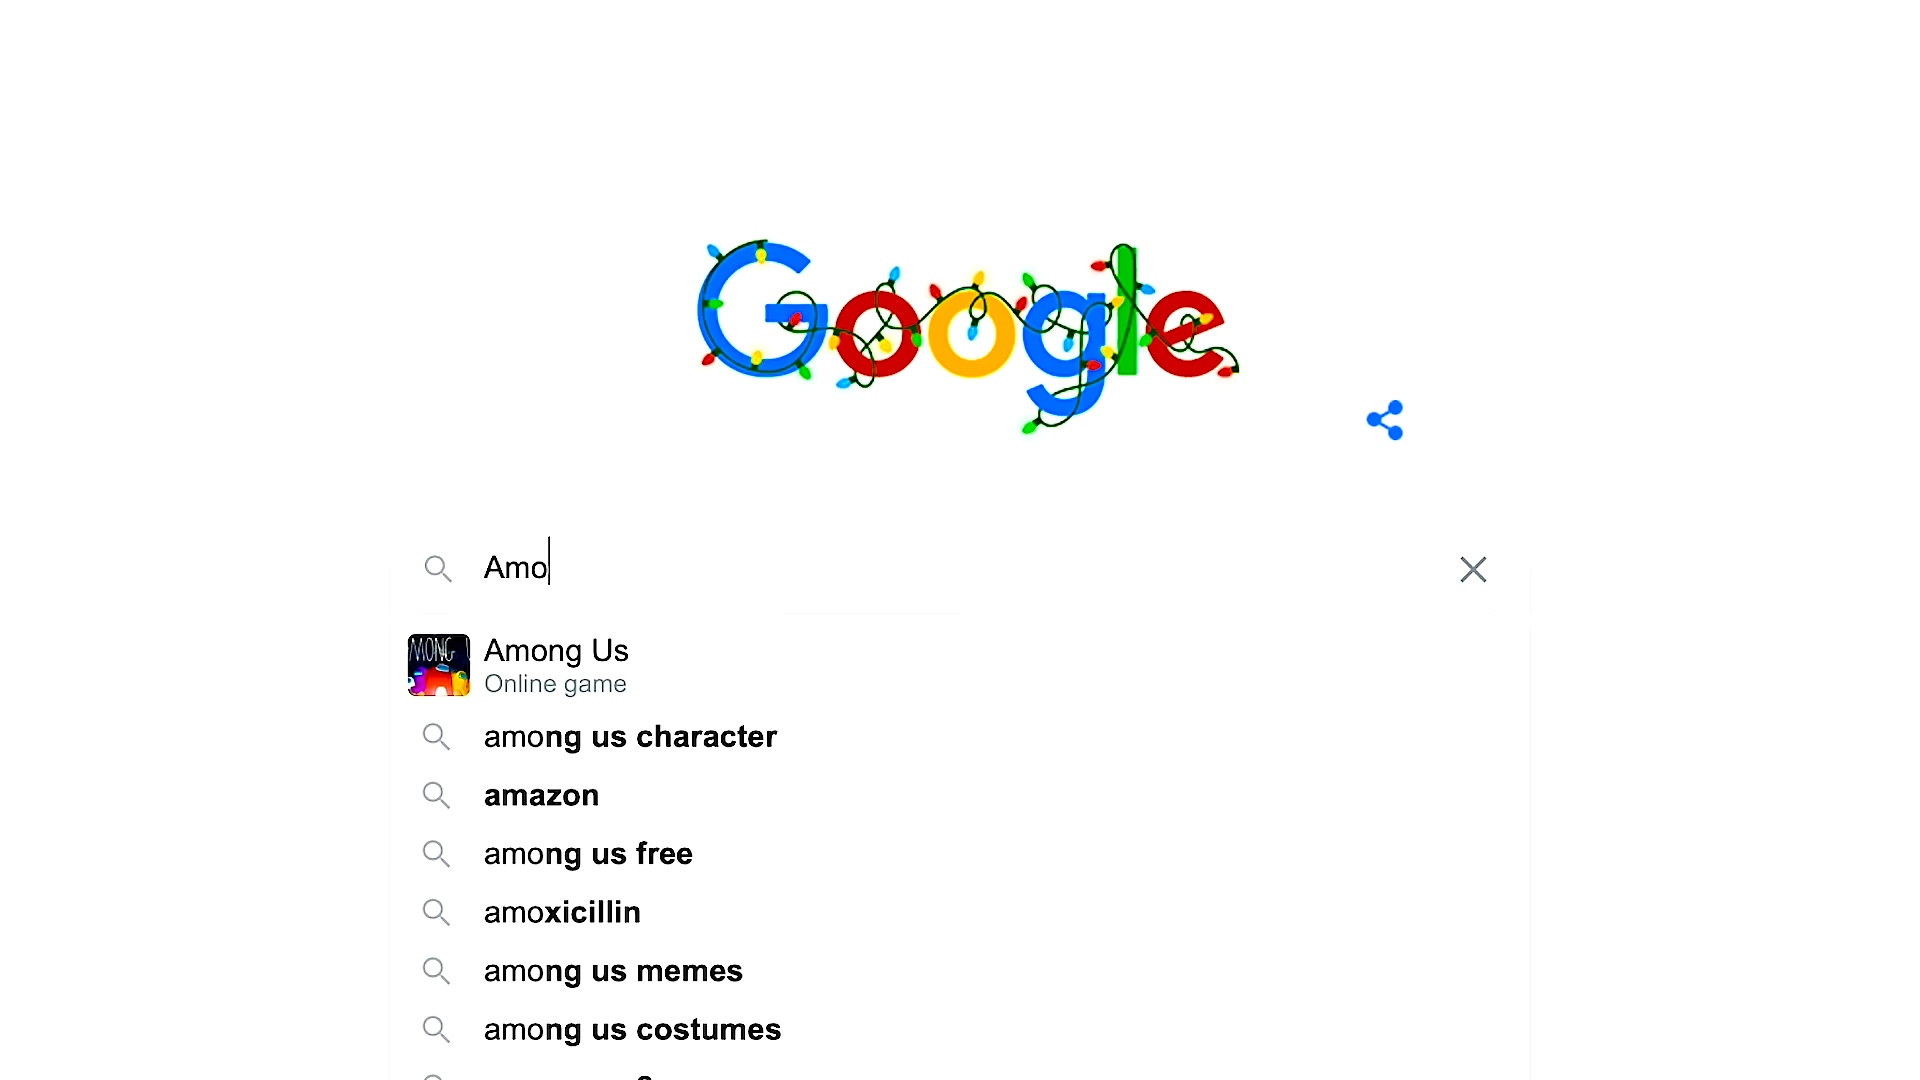 Google
Amo
MONG
Among Us
Online game
among us character
amazon
among us free
amoxicillin
among us memes
among us costumes